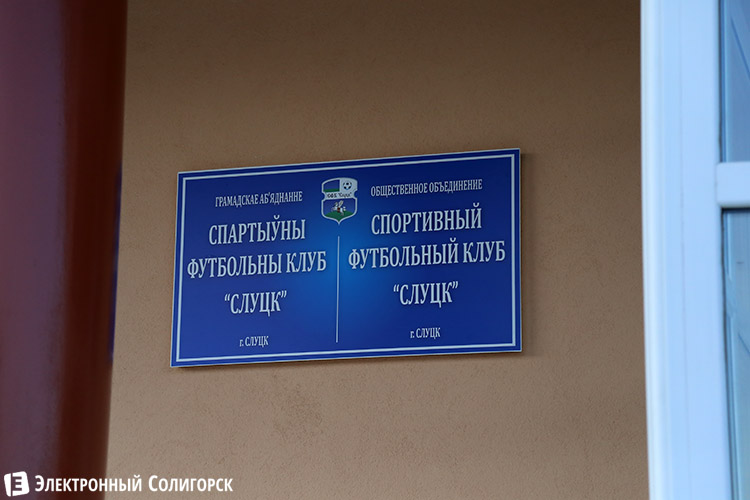 ГРАМАДСКАЕ АБ'ЯДНАННЕ
СПАРТЫЎНЫ
ФУТБОЛЬНЫ КЛУБ
“СЛУЦК”
г. СЛУЦК
ОБЩЕСТВЕННОЕ ОБЪЕДИНЕНИЕ
СПОРТИВНЫЙ
ФУТБОЛЬНЫЙ КЛУБ
“СЛУЦК”
г. СЛУЦК
Электронный Солигорск